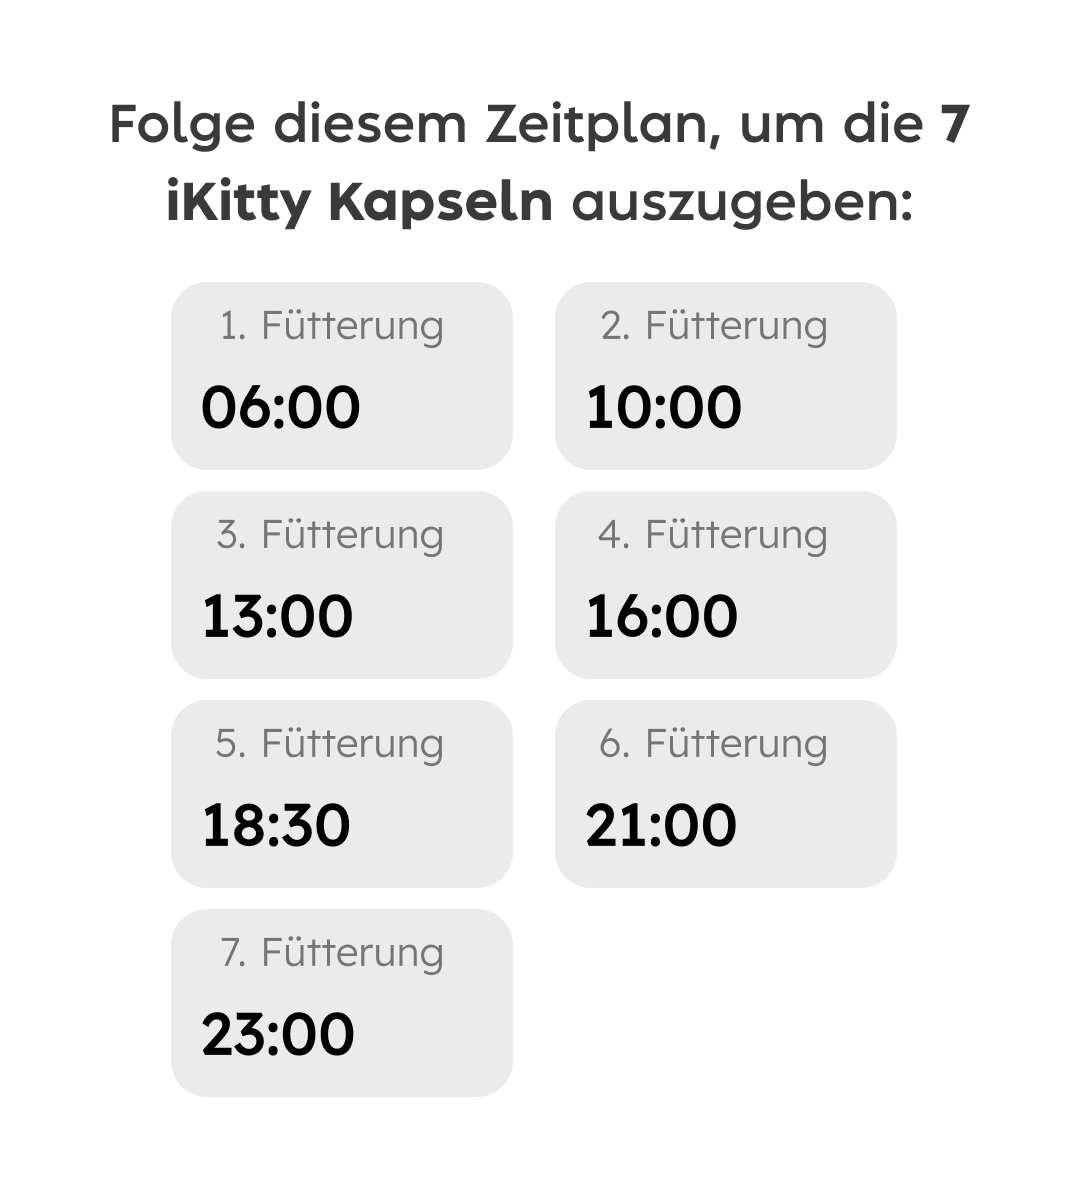 Folge diesem Zeitplan, um die 7
iKitty Kapseln auszugeben:
1. Fütterung
06:00
2. Fütterung
10:00
3. Fütterung
13:00
4. Fütterung
16:00
5. Fütterung
18:30
6. Fütterung
21:00
7. Fütterung
23:00